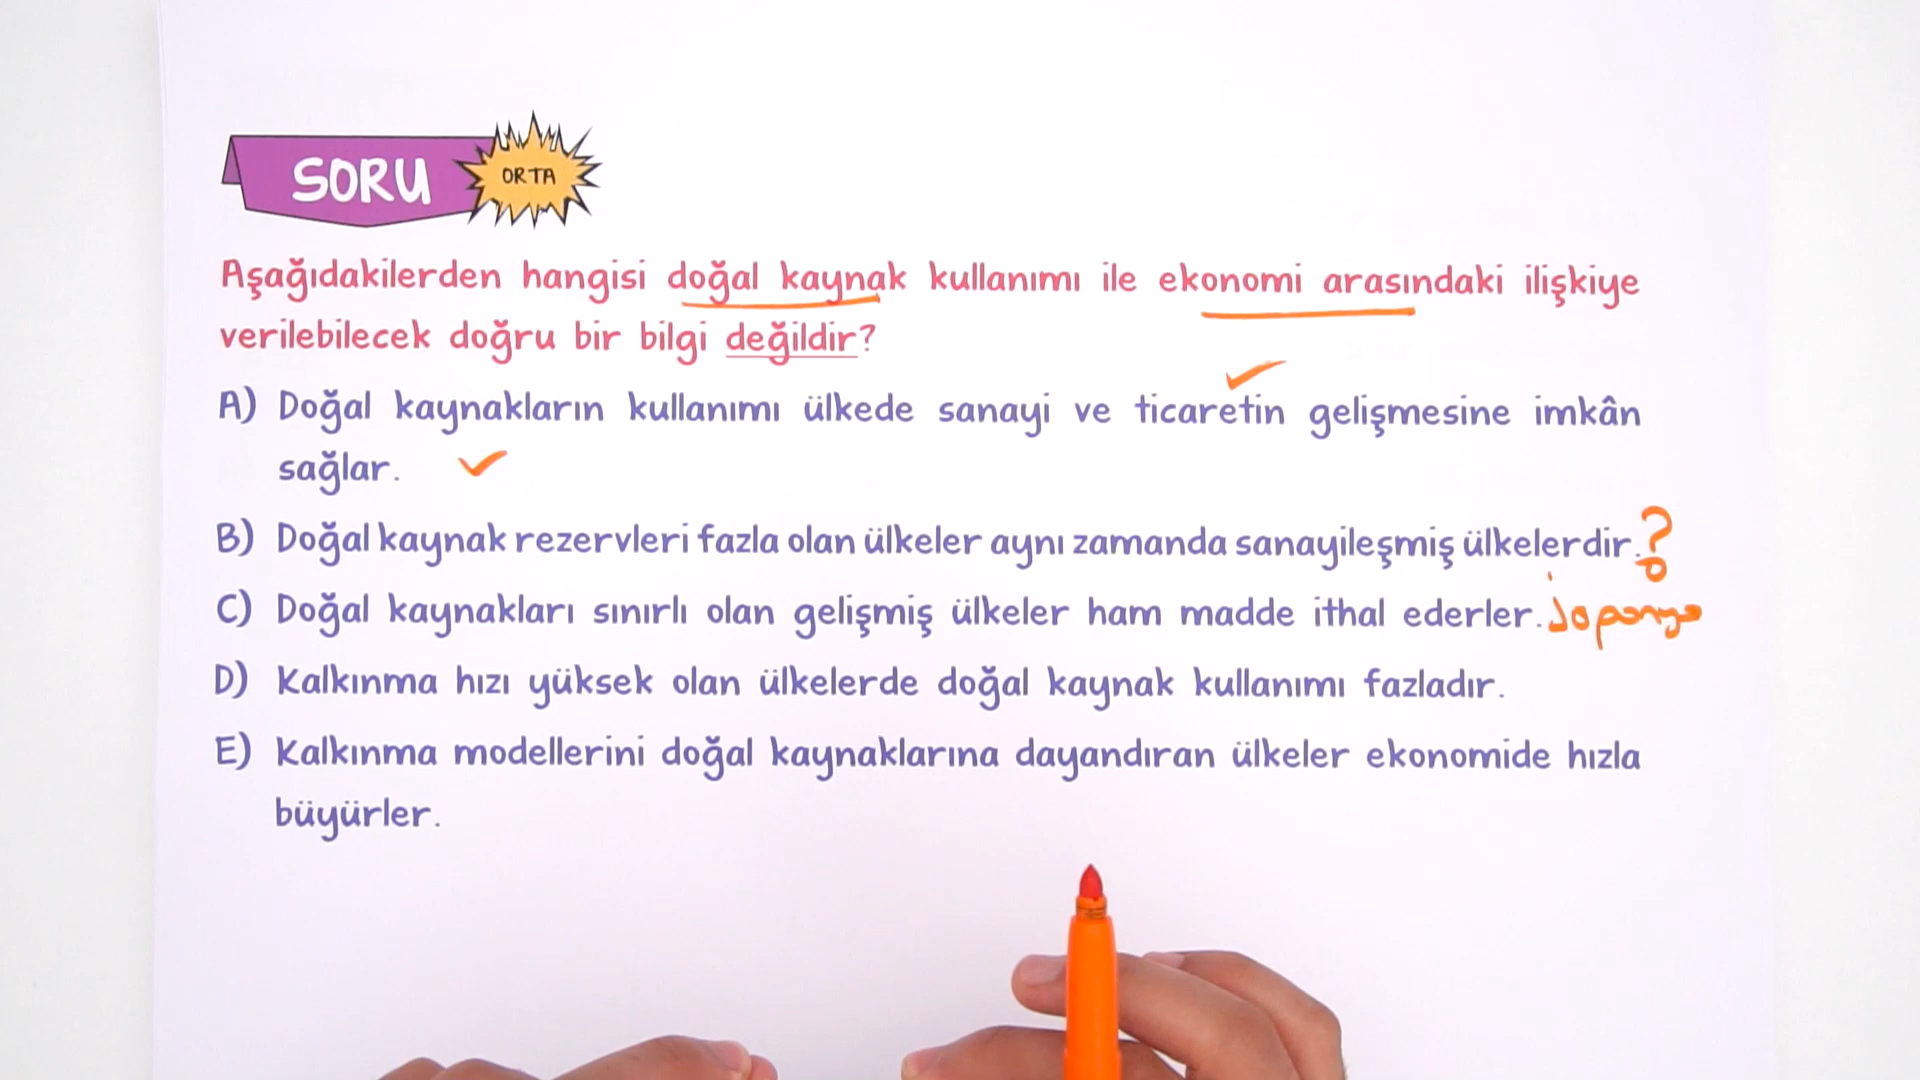 SORU
ORTA
Aşağıdakilerden hangisi doğal kaynak kullanımı ile ekonomi arasındaki ilişkiye
verilebilecek doğru bir bilgi değildir?
A) Doğal kaynakların kullanımı ülkede sanayi ve ticaretin gelişmesine imkân
sağlar.
B) Doğal kaynak rezervleri fazla olan ülkeler aynı zamanda sanayileşmiş ülkelerdir. ?
C) Doğal kaynakları sınırlı olan gelişmiş ülkeler ham madde ithal ederler. Japonya
D) Kalkınma hızı yüksek olan ülkelerde doğal kaynak kullanımı fazladır.
E) Kalkınma modellerini doğal kaynaklarına dayandıran ülkeler ekonomide hızla
büyürler.